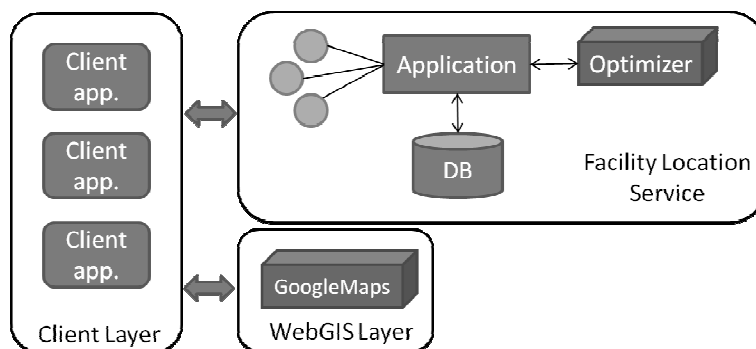 Client
app.
Client
app.
Client
app.
Client Layer
Application
Optimizer
DB
Facility Location
Service
GoogleMaps
WebGIS Layer